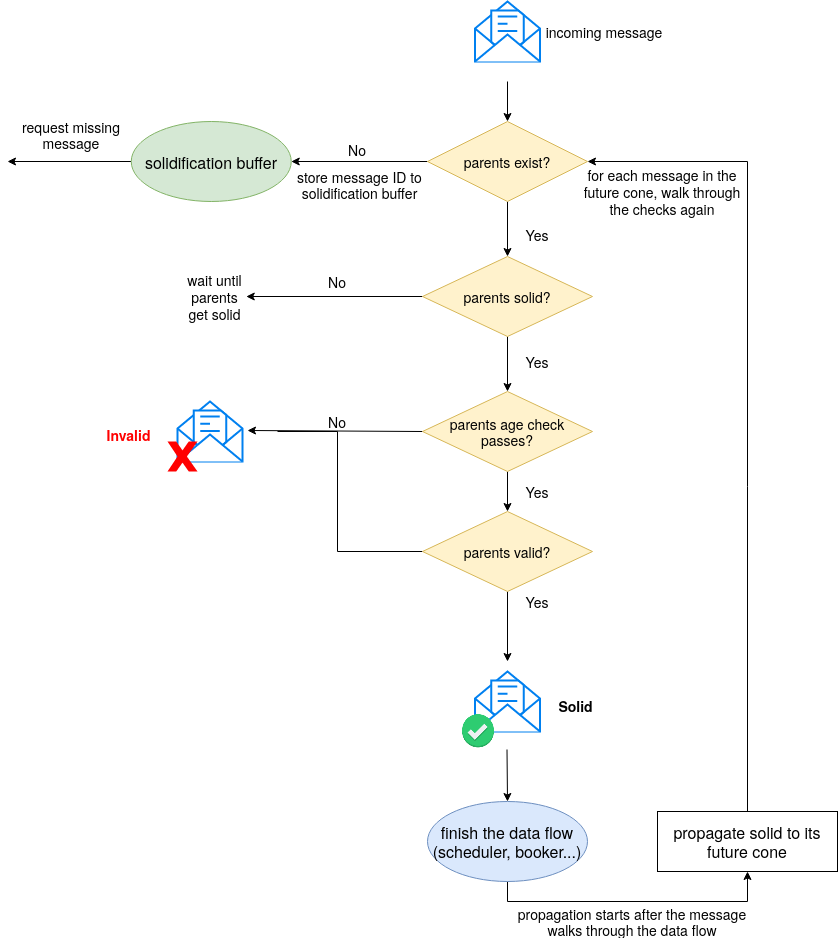 incoming message
request missing
message
solidification buffer
No
store message ID to
solidification buffer
parents exist?
for each message in the
future cone, walk through
the checks again
Yes
wait until
parents
get solid
No
parents solid?
Yes
Invalid
X
No
parents age check
passes?
Yes
parents valid?
Yes
Solid
finish the data flow
(scheduler, booker...)
propagate solid to its
future cone
propagation starts after the message
walks through the data flow